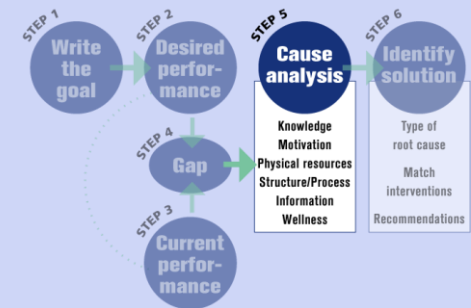 STEP 1
Write
the
goal
STEP 2
Desired
perfor-
mance
STEP 4
Gap
STEP 3
Current
perfor-
mance
STEP 5
Cause
analysis
Knowledge
Motivation
Physical resources
Structure/Process
Information
Wellness
STEP 6
Identify
solution
Type of
root cause
Match
interventions
Recommendations